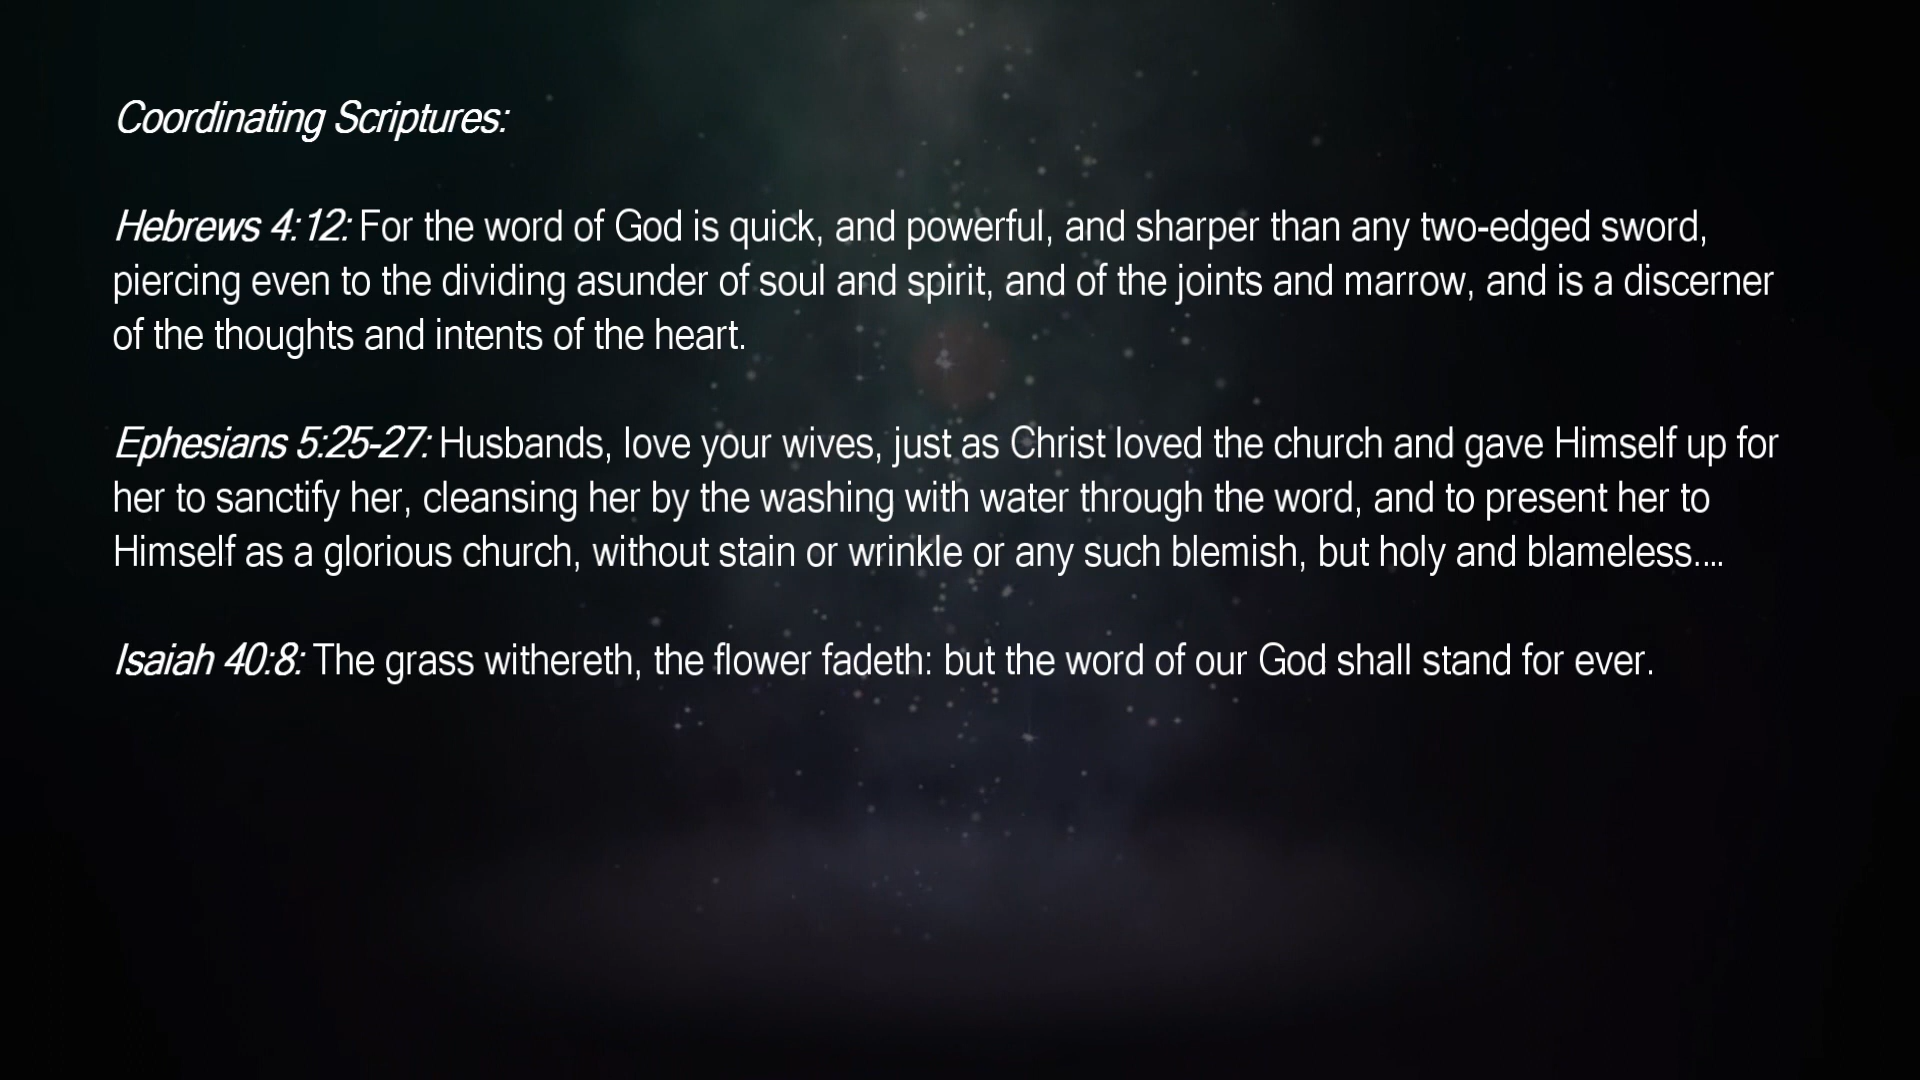 Coordinating Scriptures:
Hebrews 4:12: For the word of God is quick, and powerful, and sharper than any two-edged sword,
piercing even to the dividing asunder of soul and spirit, and of the joints and marrow, and is a discerner
of the thoughts and intents of the heart.
Ephesians 5:25-27: Husbands, love your wives, just as Christ loved the church and gave Himself up for
her to sanctify her, cleansing her by the washing with water through the word, and to present her to
Himself as a glorious church, without stain or wrinkle or any such blemish, but holy and blameless.…
Isaiah 40:8: The grass withereth, the flower fadeth: but the word of our God shall stand for ever.